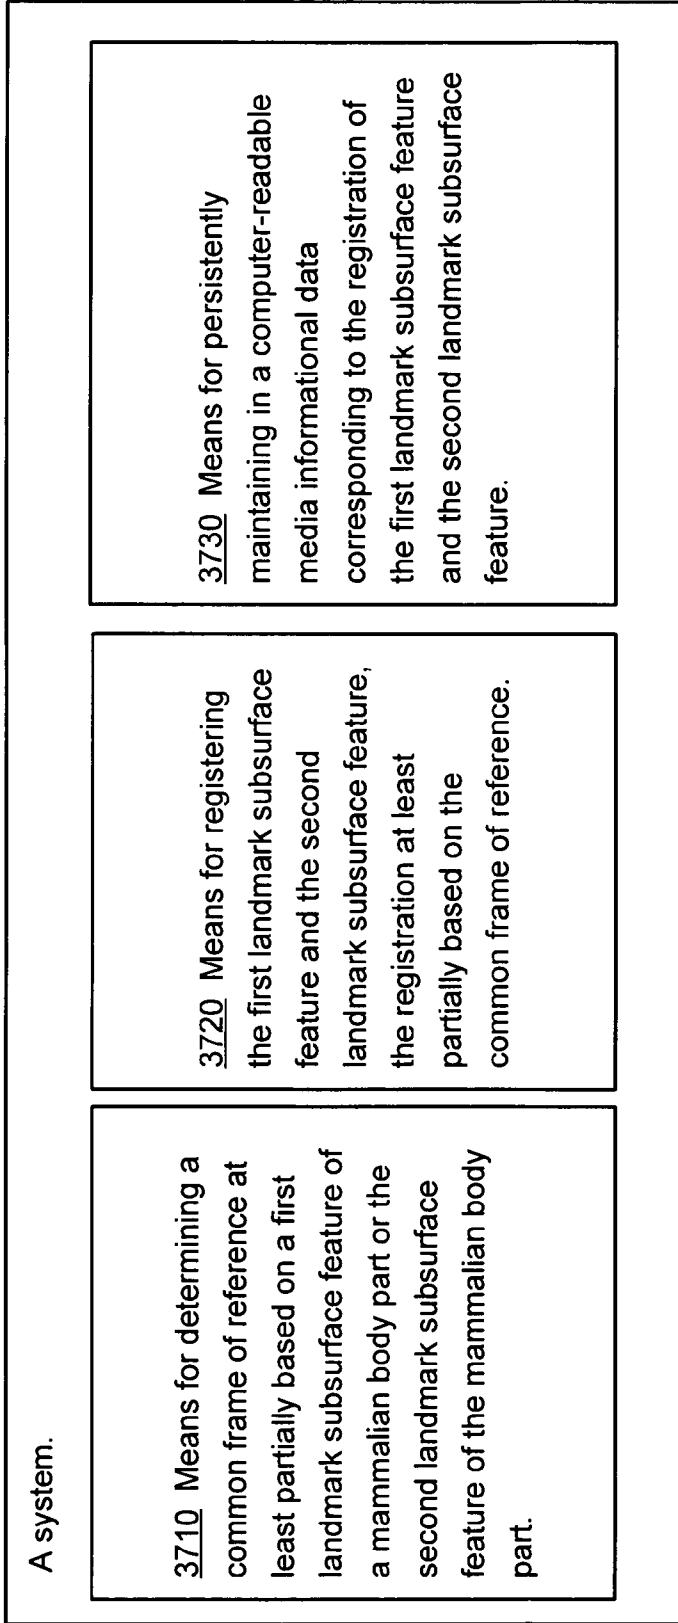 A system.
3710 Means for determining a
common frame of reference at
least partially based on a first
landmark subsurface feature of
a mammalian body part or the
second landmark subsurface
feature of the mammalian body
part.
3720 Means for registering
the first landmark subsurface
feature and the second
landmark subsurface feature,
the registration at least
partially based on the
common frame of reference.
3730 Means for persistently
maintaining in a computer-readable
media informational data
corresponding to the registration of
the first landmark subsurface feature
and the second landmark subsurface
feature.